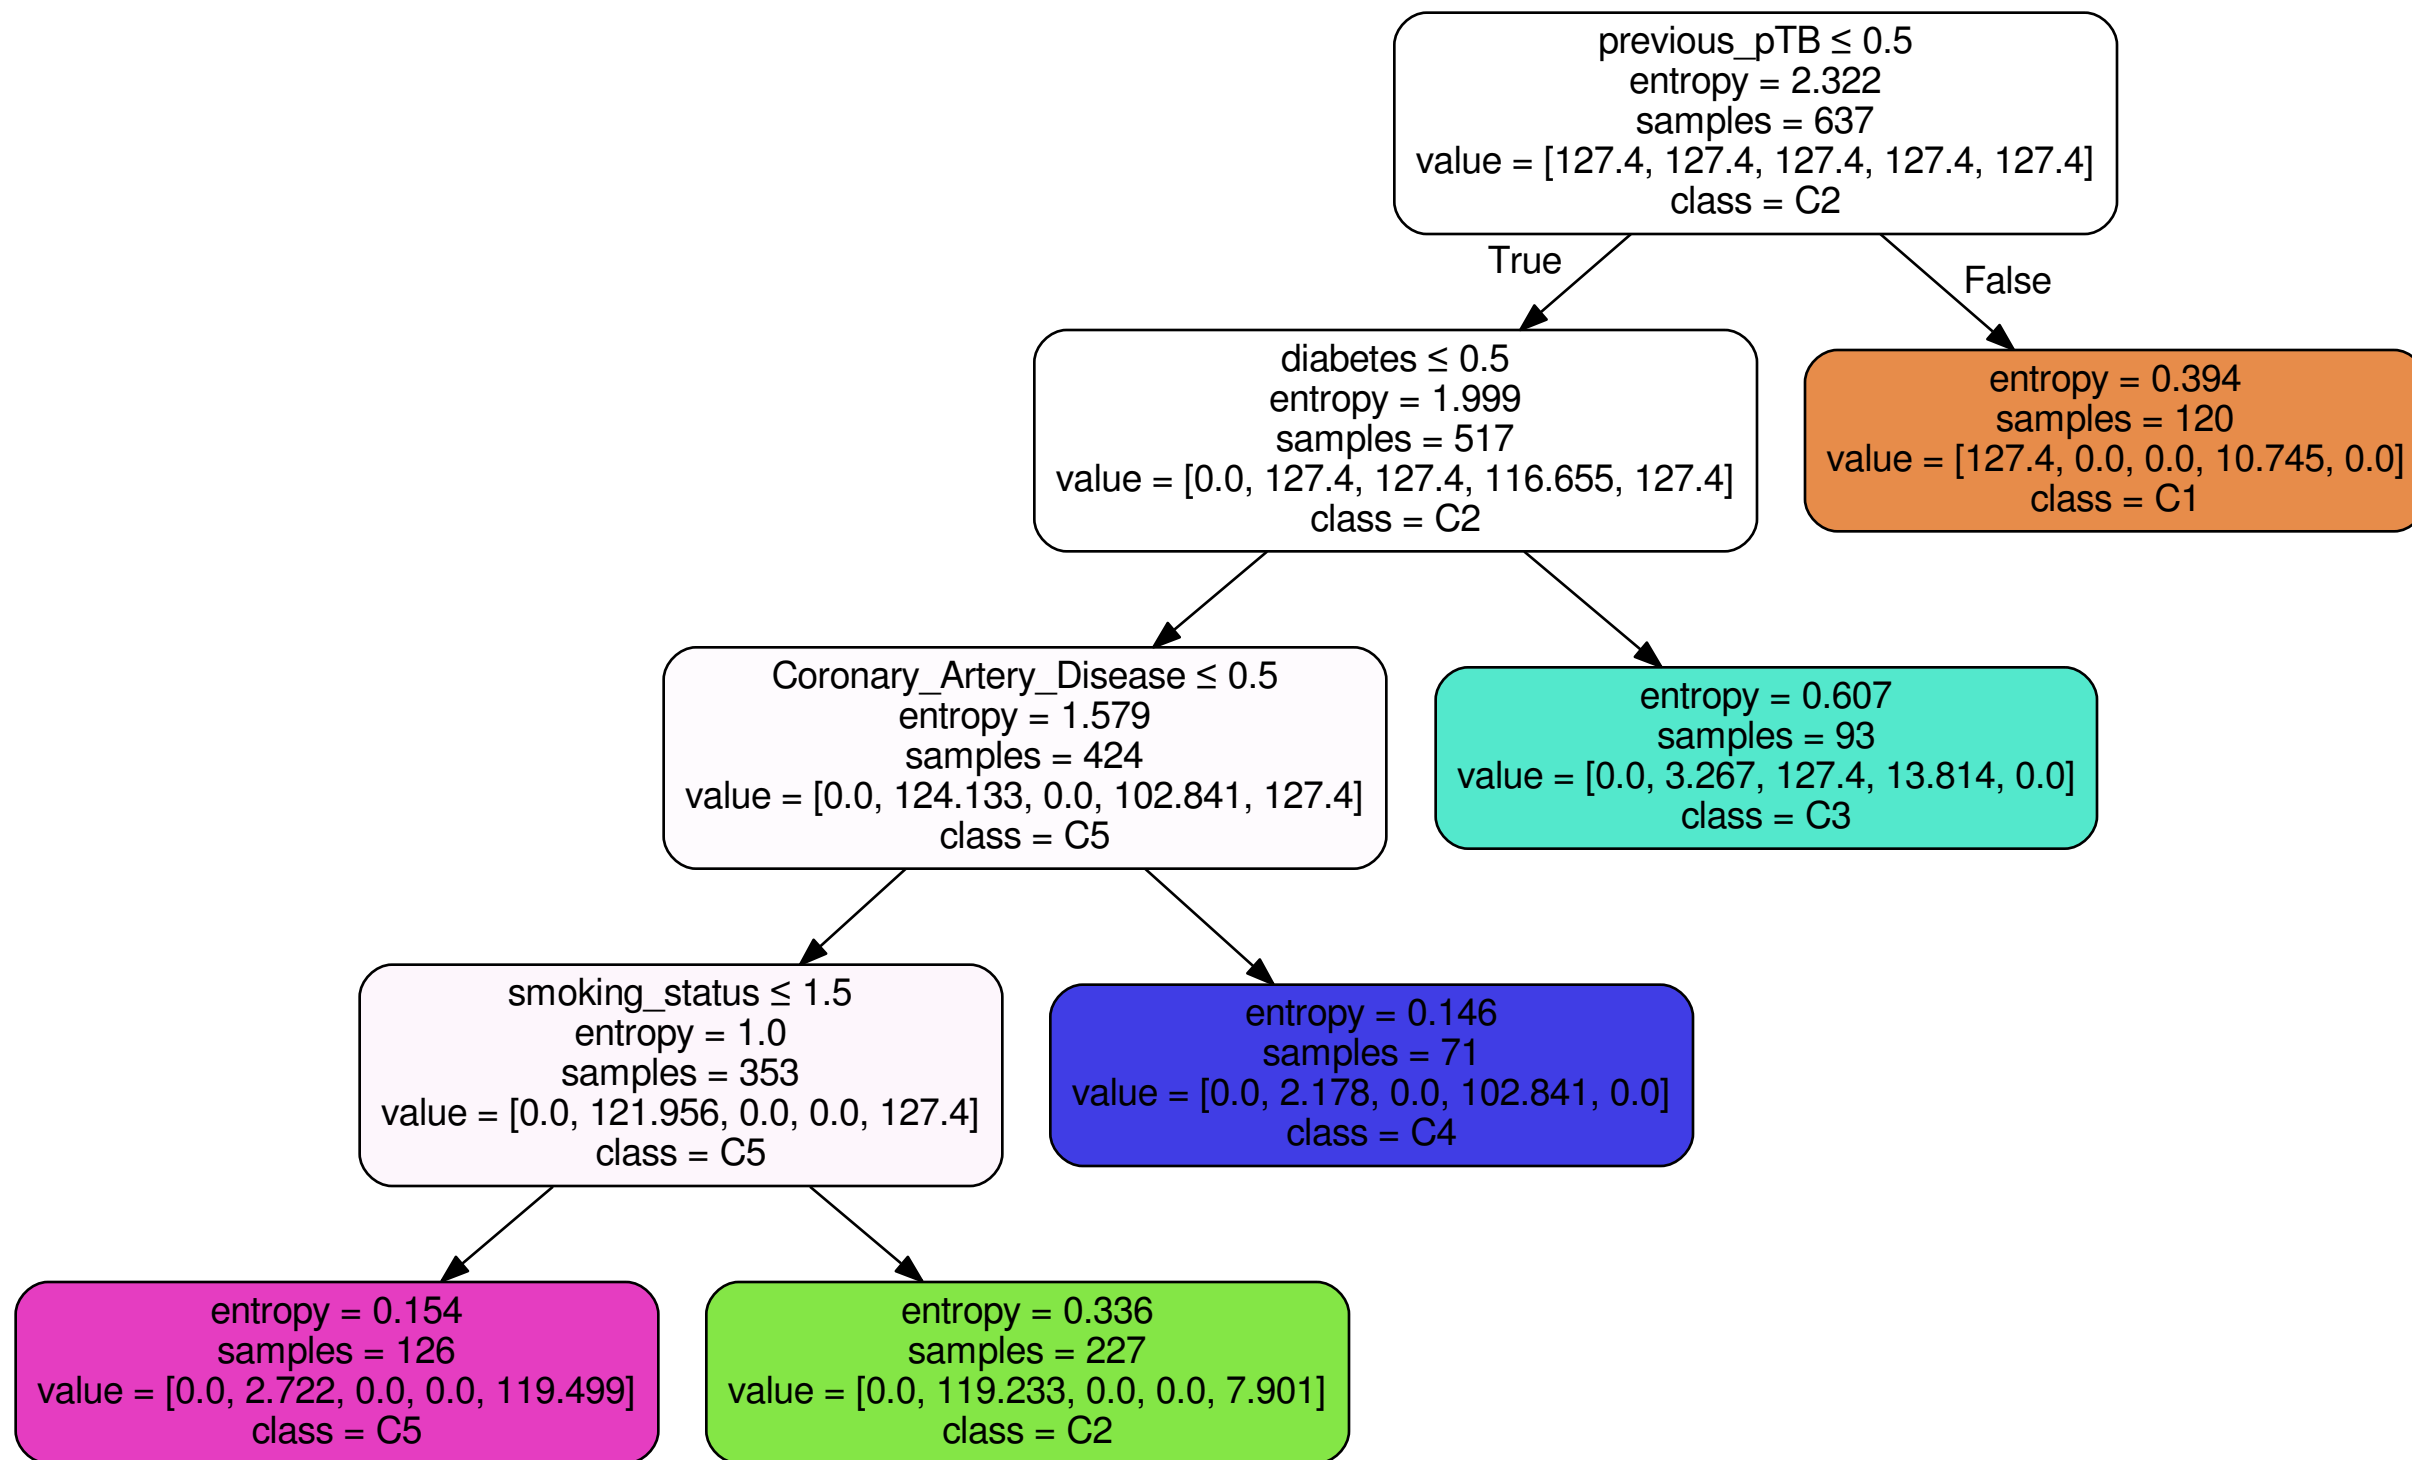 previous_pTB ≤ 0.5
entropy = 2.322
samples = 637
value = [127.4, 127.4, 127.4, 127.4, 127.4]
class = C2
True
False
diabetes ≤ 0.5
entropy = 1.999
samples = 517
value = [0.0, 127.4, 127.4, 116.655, 127.4]
class = C2
entropy = 0.394
samples = 120
value = [127.4, 0.0, 0.0, 10.745, 0.0]
class = C1
Coronary_Artery_Disease ≤ 0.5
entropy = 1.579
samples = 424
value = [0.0, 124.133, 0.0, 102.841, 127.4]
class = C5
entropy = 0.607
samples = 93
value = [0.0, 3.267, 127.4, 13.814, 0.0]
class = C3
smoking_status ≤ 1.5
entropy = 1.0
samples = 353
value = [0.0, 121.956, 0.0, 0.0, 127.4]
class = C5
entropy = 0.146
samples = 71
value = [0.0, 2.178, 0.0, 102.841, 0.0]
class = C4
entropy = 0.154
samples = 126
value = [0.0, 2.722, 0.0, 0.0, 119.499]
class = C5
entropy = 0.336
samples = 227
value = [0.0, 119.233, 0.0, 0.0, 7.901]
class = C2